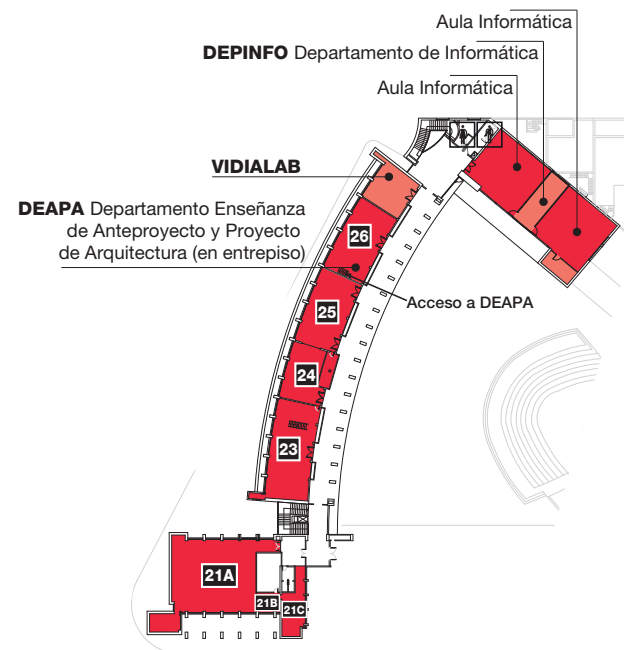 Aula Informática
DEPINFO Departamento de Informática
Aula Informática
VIDIALAB
DEAPA Departamento Enseñanza
de Anteproyecto y Proyecto
de Arquitectura (en entrepiso)
26
Acceso a DEAPA
25
24
23
21A
21B
21C